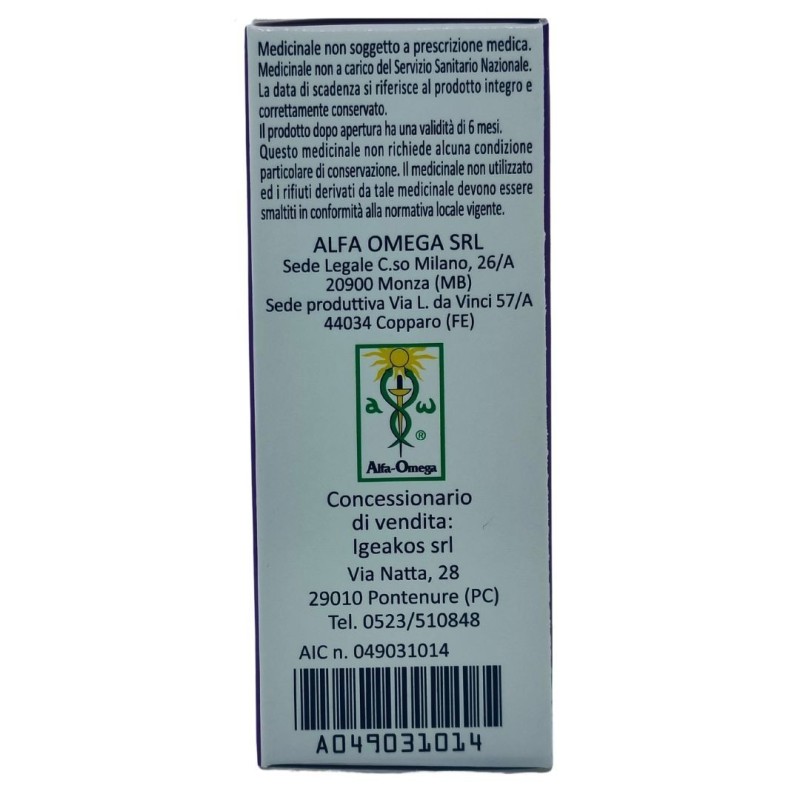 Medicinale non soggetto a prescrizione medica.
Medicinale non a carico del Servizio Sanitario Nazionale.
La data di scadenza si riferisce al prodotto integro e
correttamente conservato.
Il prodotto dopo apertura ha una validità di 6 mesi.
Questo medicinale non richiede alcuna condizione
particolare di conservazione. Il medicinale non utilizzato
ed i rifiuti derivati da tale medicinale devono essere
smaltiti in conformità alla normativa locale vigente.
ALFA OMEGA SRL
Sede Legale C.so Milano, 26/A
20900 Monza (MB)
Sede produttiva Via L. da Vinci 57/A
44034 Copparo (FE)
a ω
®
Alfa-Omega
Concessionario
di vendita:
Igeakos srl
Via Natta, 28
29010 Pontenure (PC)
Tel. 0523/510848
AIC n. 049031014
A049031014